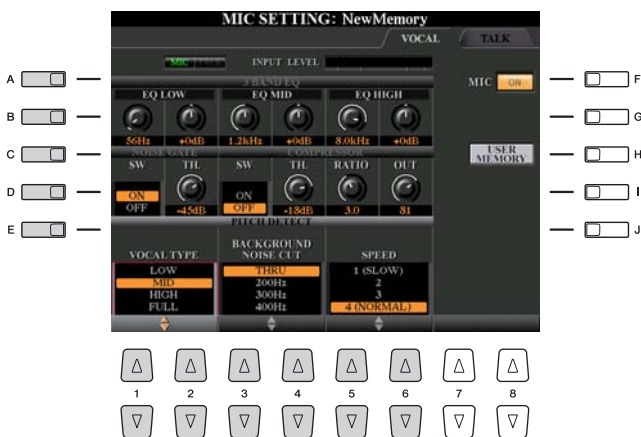 MIC SETTING: NewMemory
VOCAL TALK
MIC INPUT LEVEL
3 BAND EQ
EQ LOW EQ MID EQ HIGH
56Hz +0dB 1.2kHz +0dB 8.0kHz +0dB
NOISE GATE COMPRESSOR
SW TH. SW TH. RATIO OUT
ON ON
OFF -45dB OFF -18dB 3.0 81
PITCH DETECT
VOCAL TYPE BACKGROUND NOISE CUT SPEED
LOW THRU 1 (SLOW)
MID 200Hz 2
HIGH 300Hz 3
FULL 400Hz 4 (NORMAL)
MIC ON
USER
MEMORY
A
B
C
D
E
F
G
H
I
J
1 2 3 4 5 6 7 8